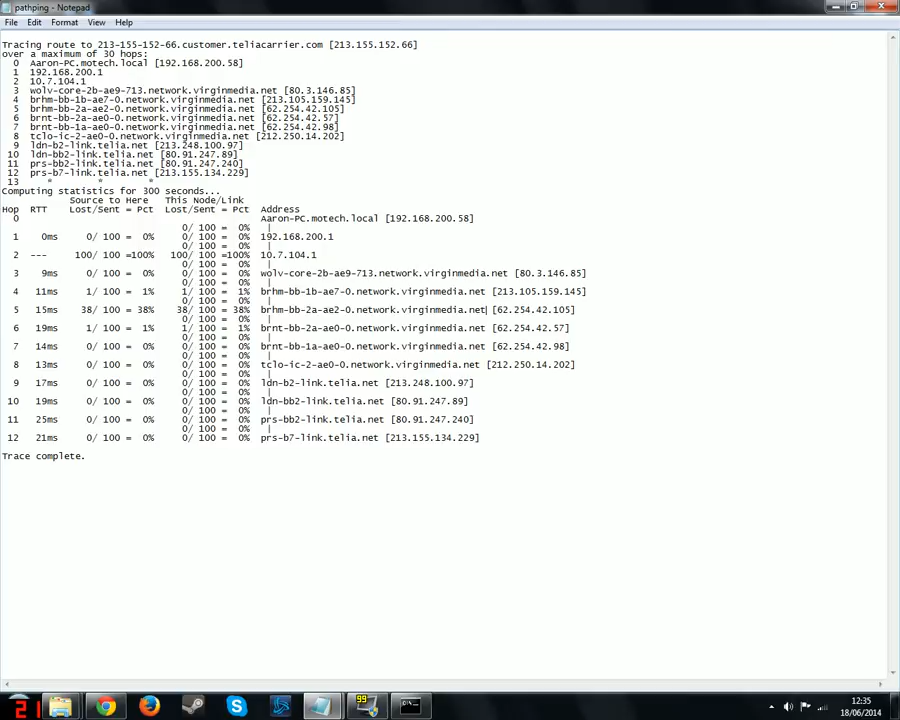 pathping - Notepad
File Edit Format View Help
Tracing route to 213-155-152-66.customer.teliacarrier.com [213.155.152.66]
over a maximum of 30 hops:
0 Aaron-PC.motech.local [192.168.200.58]
1 192.168.200.1
2 10.7.104.1
3 wolv-core-2b-ae9-713.network.virginmedia.net [80.3.146.85]
4 brhm-bb-1b-ae7-0.network.virginmedia.net [213.105.159.145]
5 brhm-bb-2a-ae2-0.network.virginmedia.net [62.254.42.105]
6 brnt-bb-2a-ae0-0.network.virginmedia.net [62.254.42.57]
7 brnt-bb-1a-ae0-0.network.virginmedia.net [62.254.42.98]
8 tclo-ic-2-ae0-0.network.virginmedia.net [212.250.14.202]
9 ldn-b2-link.telia.net [213.248.100.97]
10 ldn-bb2-link.telia.net [80.91.247.89]
11 prs-bb2-link.telia.net [80.91.247.240]
12 prs-b7-link.telia.net [213.155.134.229]
13 * * *
Computing statistics for 300 seconds...
Source to Here This Node/Link
Hop RTT Lost/Sent = Pct Lost/Sent = Pct Address
0 Aaron-PC.motech.local [192.168.200.58]
0/ 100 = 0% |
1 0ms 0/ 100 = 0% 0/ 100 = 0% 192.168.200.1
0/ 100 = 0% |
2 --- 100/ 100 =100% 100/ 100 =100% 10.7.104.1
0/ 100 = 0% |
3 9ms 0/ 100 = 0% 0/ 100 = 0% wolv-core-2b-ae9-713.network.virginmedia.net [80.3.146.85]
0/ 100 = 0% |
4 11ms 1/ 100 = 1% 1/ 100 = 1% brhm-bb-1b-ae7-0.network.virginmedia.net [213.105.159.145]
0/ 100 = 0% |
5 15ms 38/ 100 = 38% 38/ 100 = 38% brhm-bb-2a-ae2-0.network.virginmedia.net [62.254.42.105]
0/ 100 = 0% |
6 19ms 1/ 100 = 1% 1/ 100 = 1% brnt-bb-2a-ae0-0.network.virginmedia.net [62.254.42.57]
0/ 100 = 0% |
7 14ms 0/ 100 = 0% 0/ 100 = 0% brnt-bb-1a-ae0-0.network.virginmedia.net [62.254.42.98]
0/ 100 = 0% |
8 13ms 0/ 100 = 0% 0/ 100 = 0% tclo-ic-2-ae0-0.network.virginmedia.net [212.250.14.202]
0/ 100 = 0% |
9 17ms 0/ 100 = 0% 0/ 100 = 0% ldn-b2-link.telia.net [213.248.100.97]
0/ 100 = 0% |
10 19ms 0/ 100 = 0% 0/ 100 = 0% ldn-bb2-link.telia.net [80.91.247.89]
0/ 100 = 0% |
11 25ms 0/ 100 = 0% 0/ 100 = 0% prs-bb2-link.telia.net [80.91.247.240]
0/ 100 = 0% |
12 21ms 0/ 100 = 0% 0/ 100 = 0% prs-b7-link.telia.net [213.155.134.229]
Trace complete.
21
99
12:35
18/06/2014